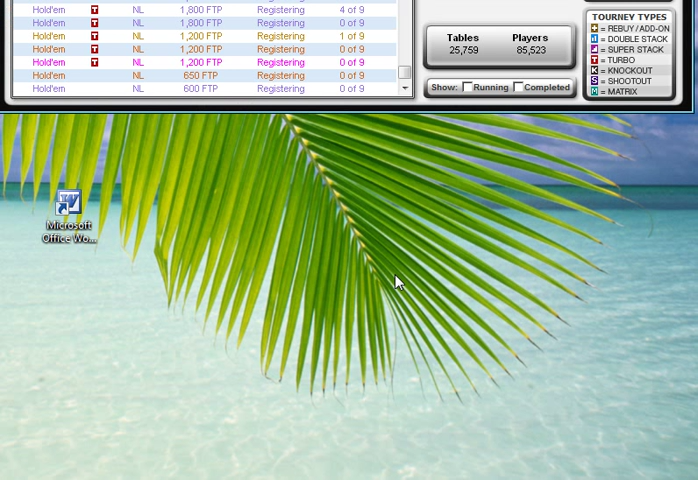 Hold'em T NL 1,800 FTP Registering 4 of 9
Hold'em NL 1,800 FTP Registering 0 of 9
Hold'em T NL 1,200 FTP Registering 1 of 9
Hold'em T NL 1,200 FTP Registering 0 of 9
Hold'em T NL 1,200 FTP Registering 0 of 9
Hold'em NL 650 FTP Registering 0 of 9
Hold'em NL 600 FTP Registering 0 of 9
Tables Players
25,759 85,523
Show: Running Completed
TOURNEY TYPES
= REBUY / ADD-ON
= DOUBLE STACK
= SUPER STACK
T = TURBO
K = KNOCKOUT
S = SHOOTOUT
M = MATRIX
W
Microsoft
Office Wo...